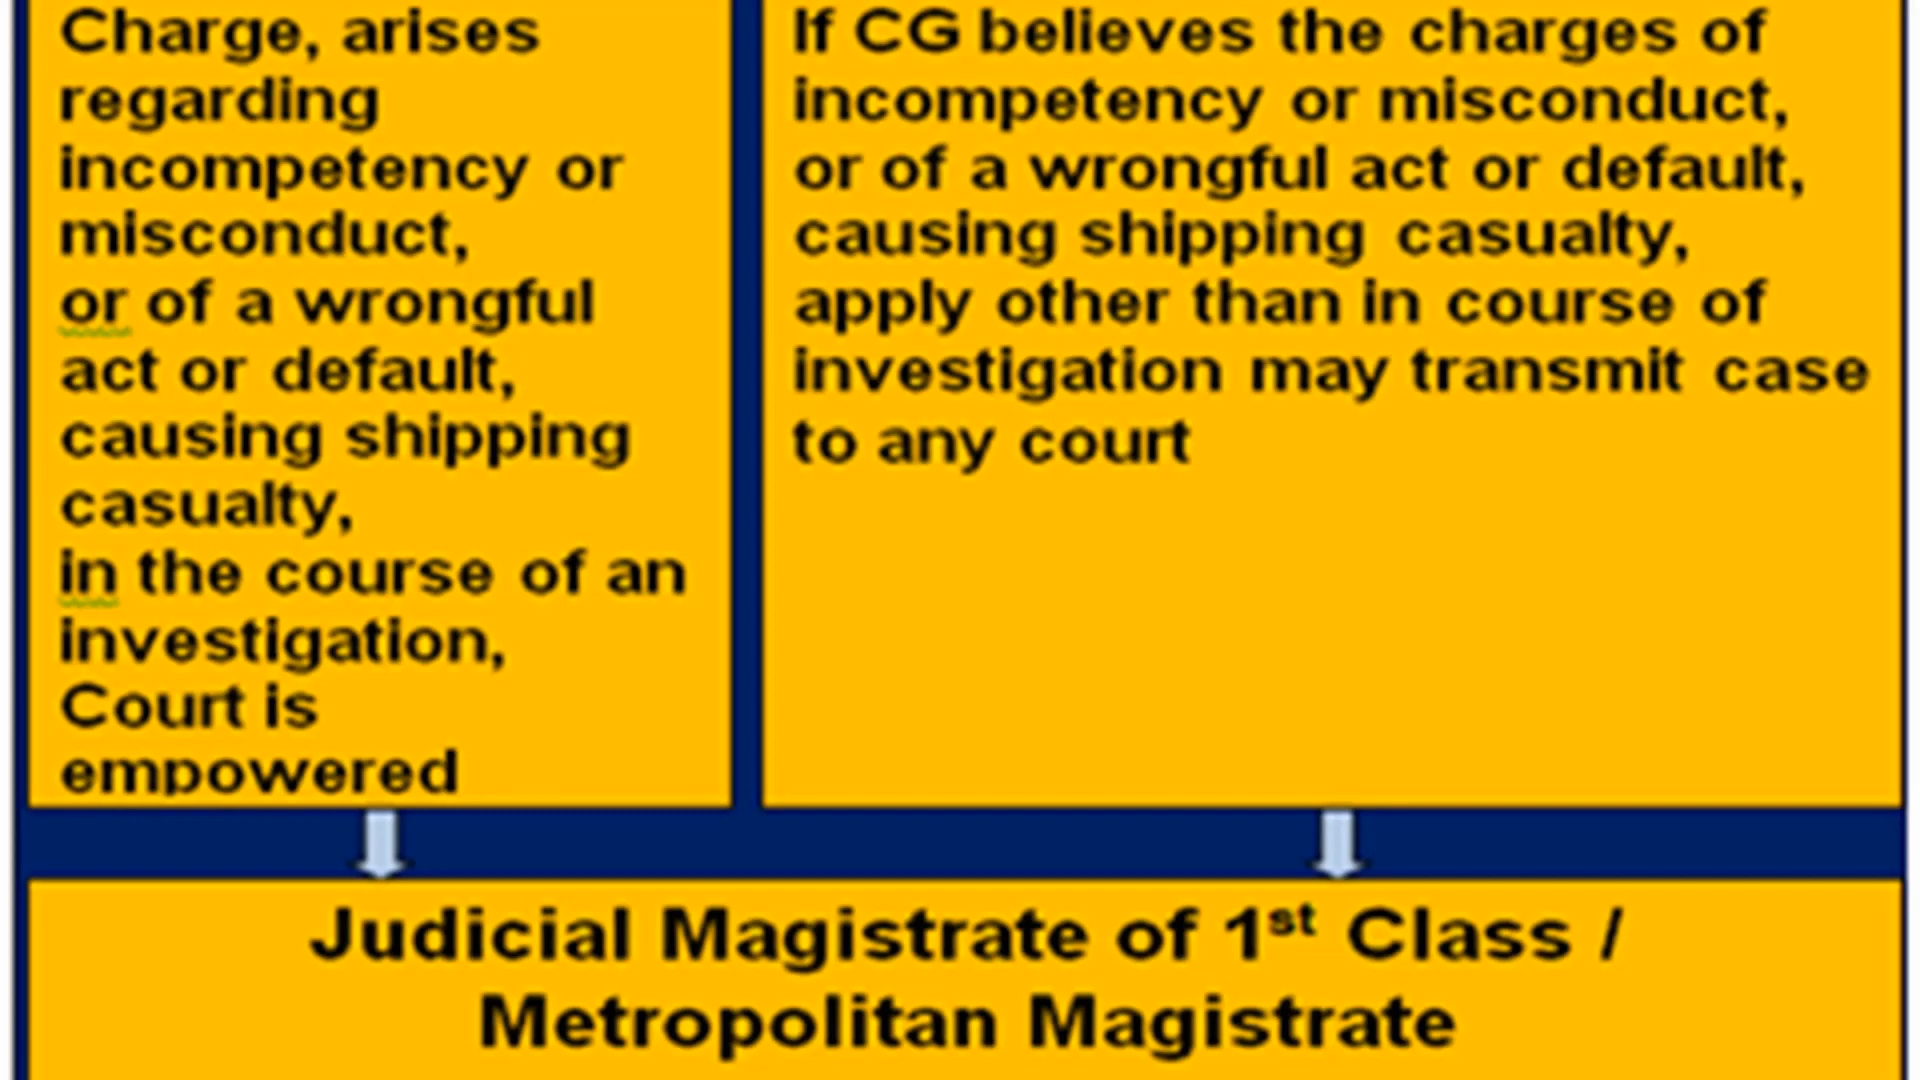 Charge, arises
regarding
incompetency or
misconduct,
or of a wrongful
act or default,
causing shipping
casualty,
in the course of an
investigation,
Court is
empowered
If CG believes the charges of
incompetency or misconduct,
or of a wrongful act or default,
causing shipping casualty,
apply other than in course of
investigation may transmit case
to any court
Judicial Magistrate of 1st Class /
Metropolitan Magistrate